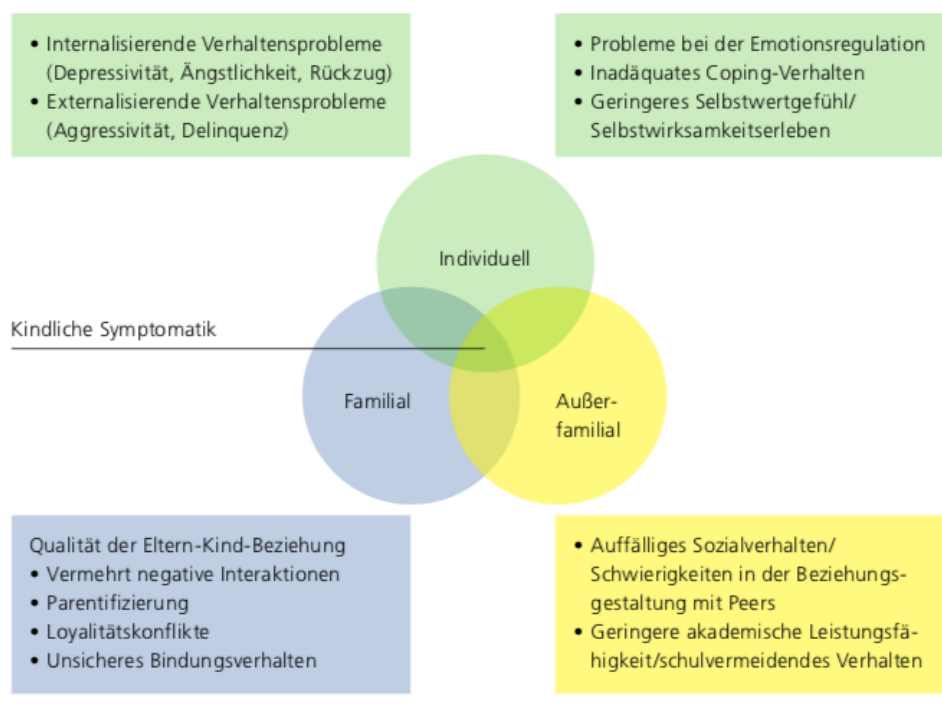 • Internalisierende Verhaltensprobleme
(Depressivität, Ängstlichkeit, Rückzug)
• Externalisierende Verhaltensprobleme
(Aggressivität, Delinquenz)
• Probleme bei der Emotionsregulation
• Inadäquates Coping-Verhalten
• Geringeres Selbstwertgefühl/
Selbstwirksamkeitserleben
Individuell
Kindliche Symptomatik
Familial
Außer-
familial
Qualität der Eltern-Kind-Beziehung
• Vermehrt negative Interaktionen
• Parentifizierung
• Loyalitätskonflikte
• Unsicheres Bindungsverhalten
• Auffälliges Sozialverhalten/
Schwierigkeiten in der Beziehungs-
gestaltung mit Peers
• Geringere akademische Leistungsfä-
higkeit/schulvermeidendes Verhalten